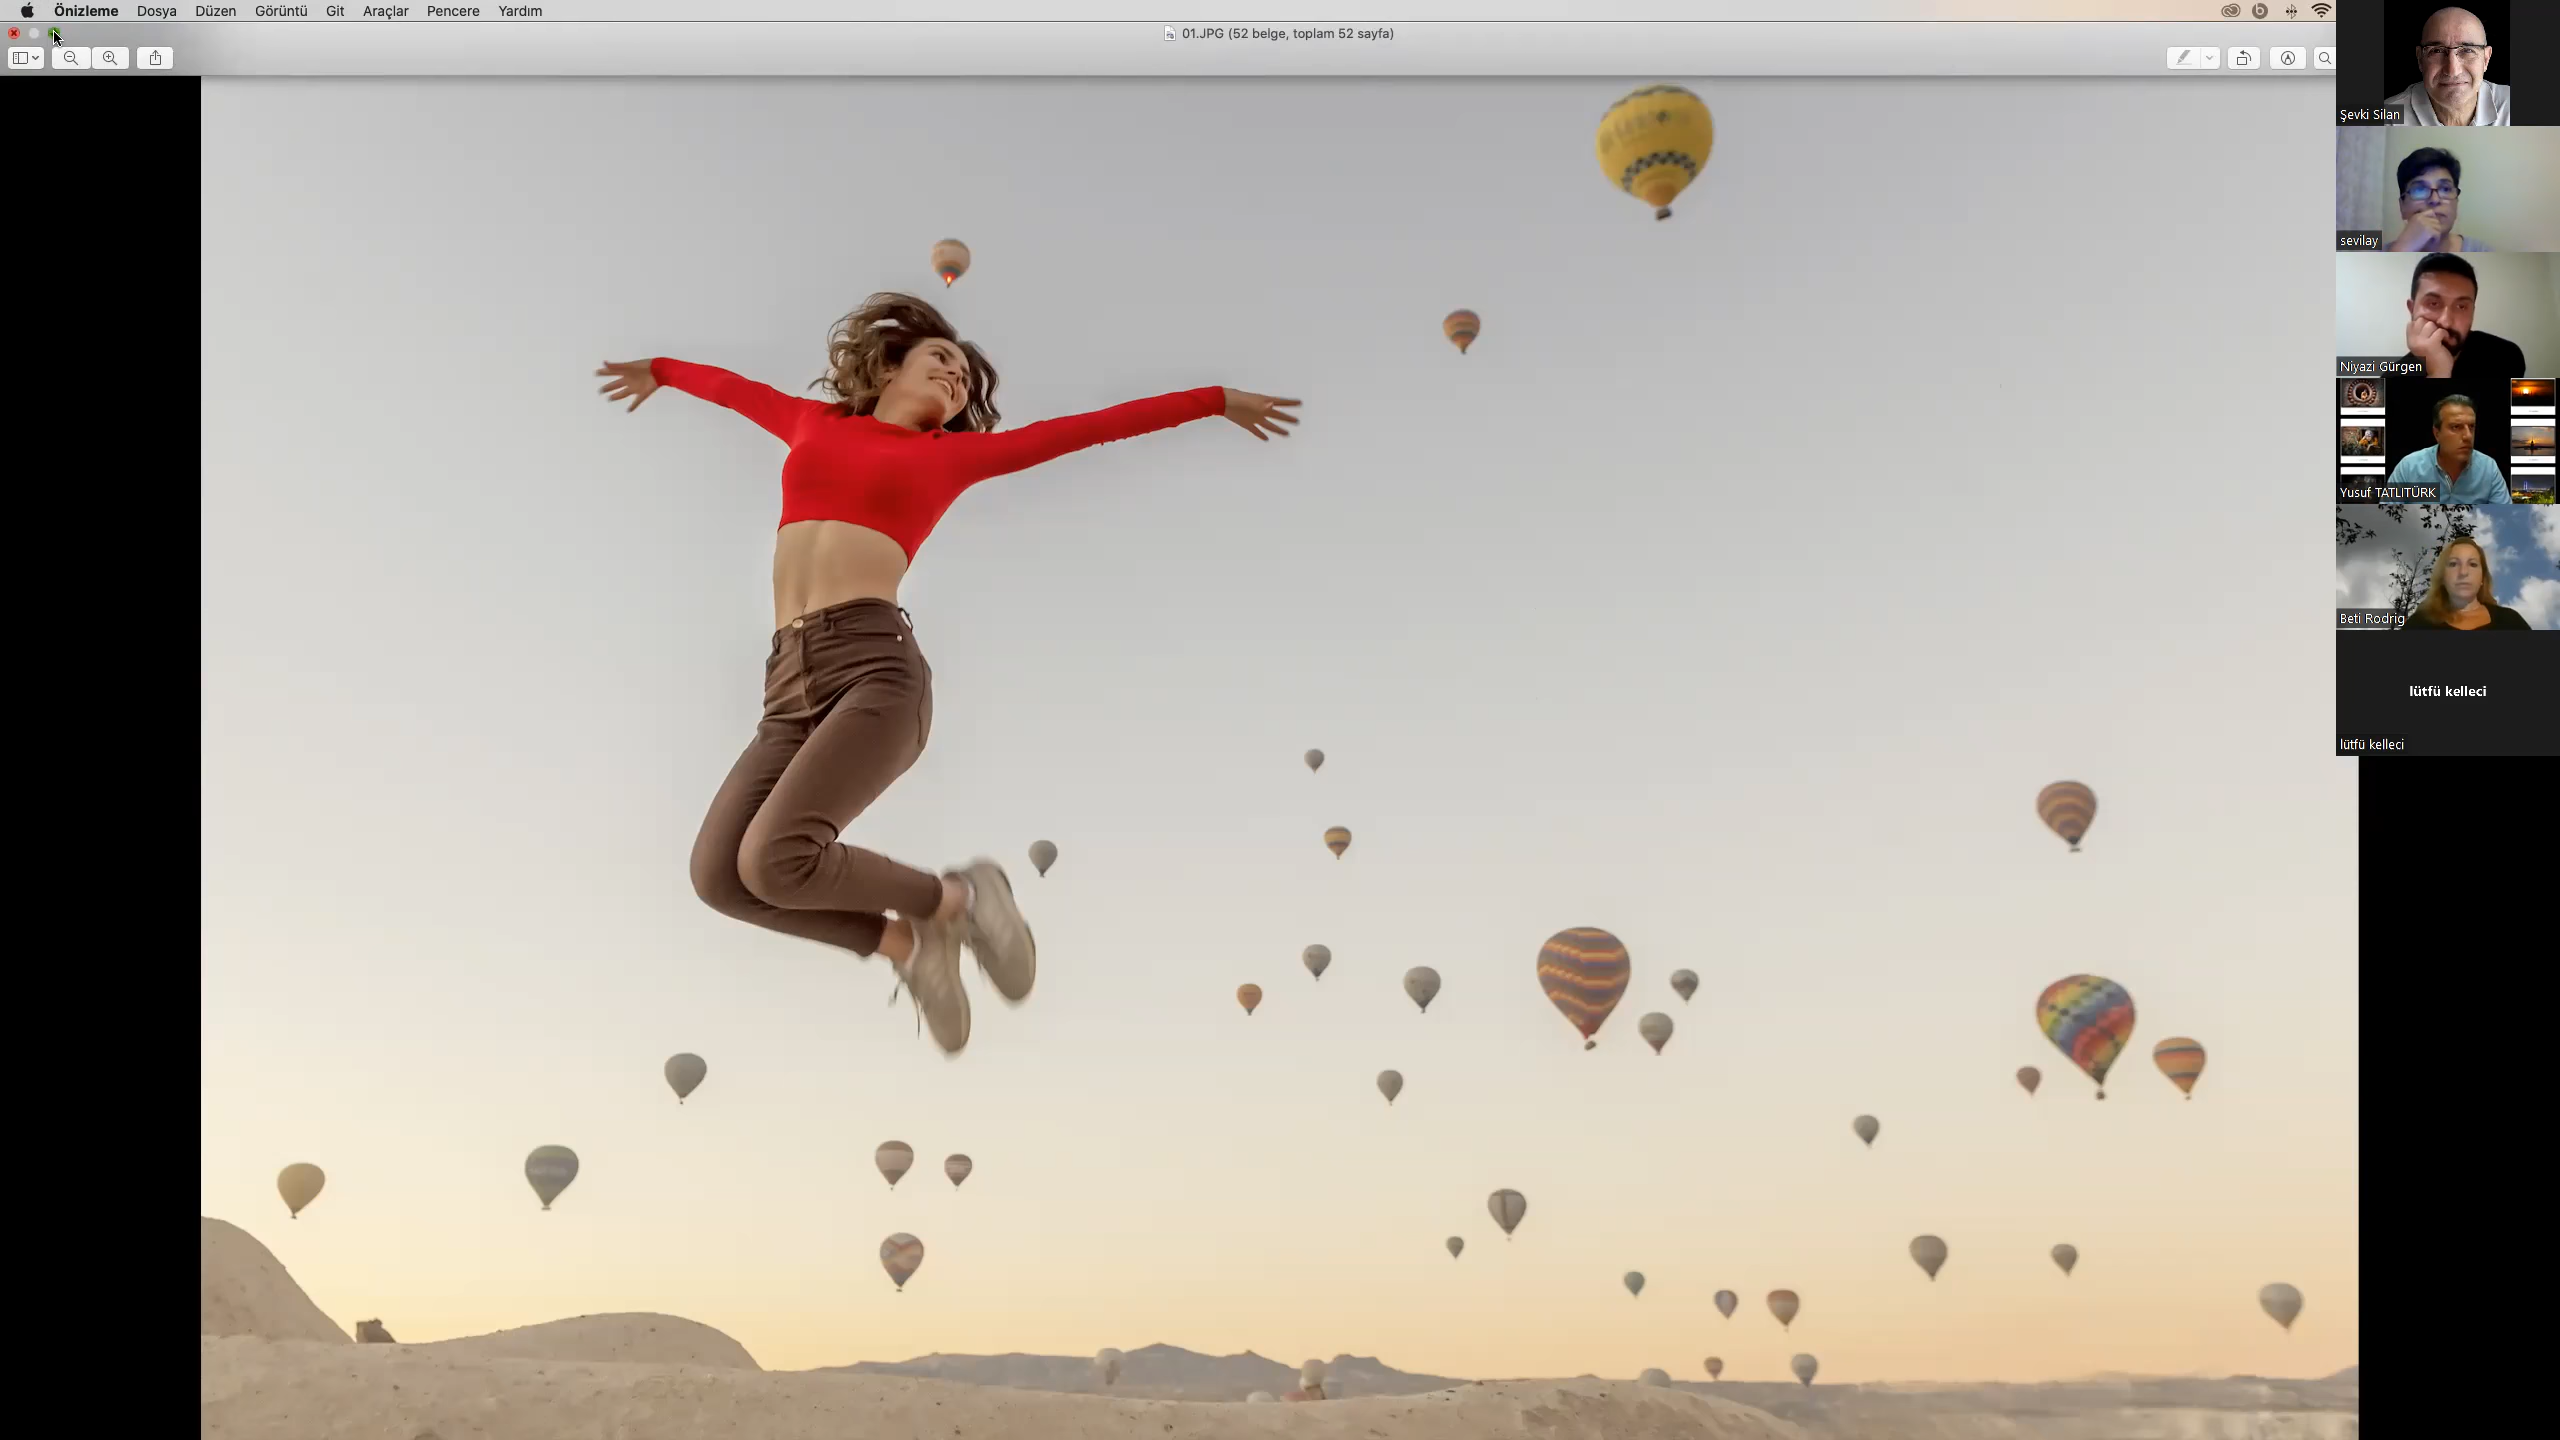 Önizleme Dosya Düzen Görüntü Git Araçlar Pencere Yardım
01.JPG (52 belge, toplam 52 sayfa)
Şevki Silan
sevilay
Niyazi Gürgen
Yusuf TATLITÜRK
Beti Rodrig
lütfü kelleci
lütfü kelleci